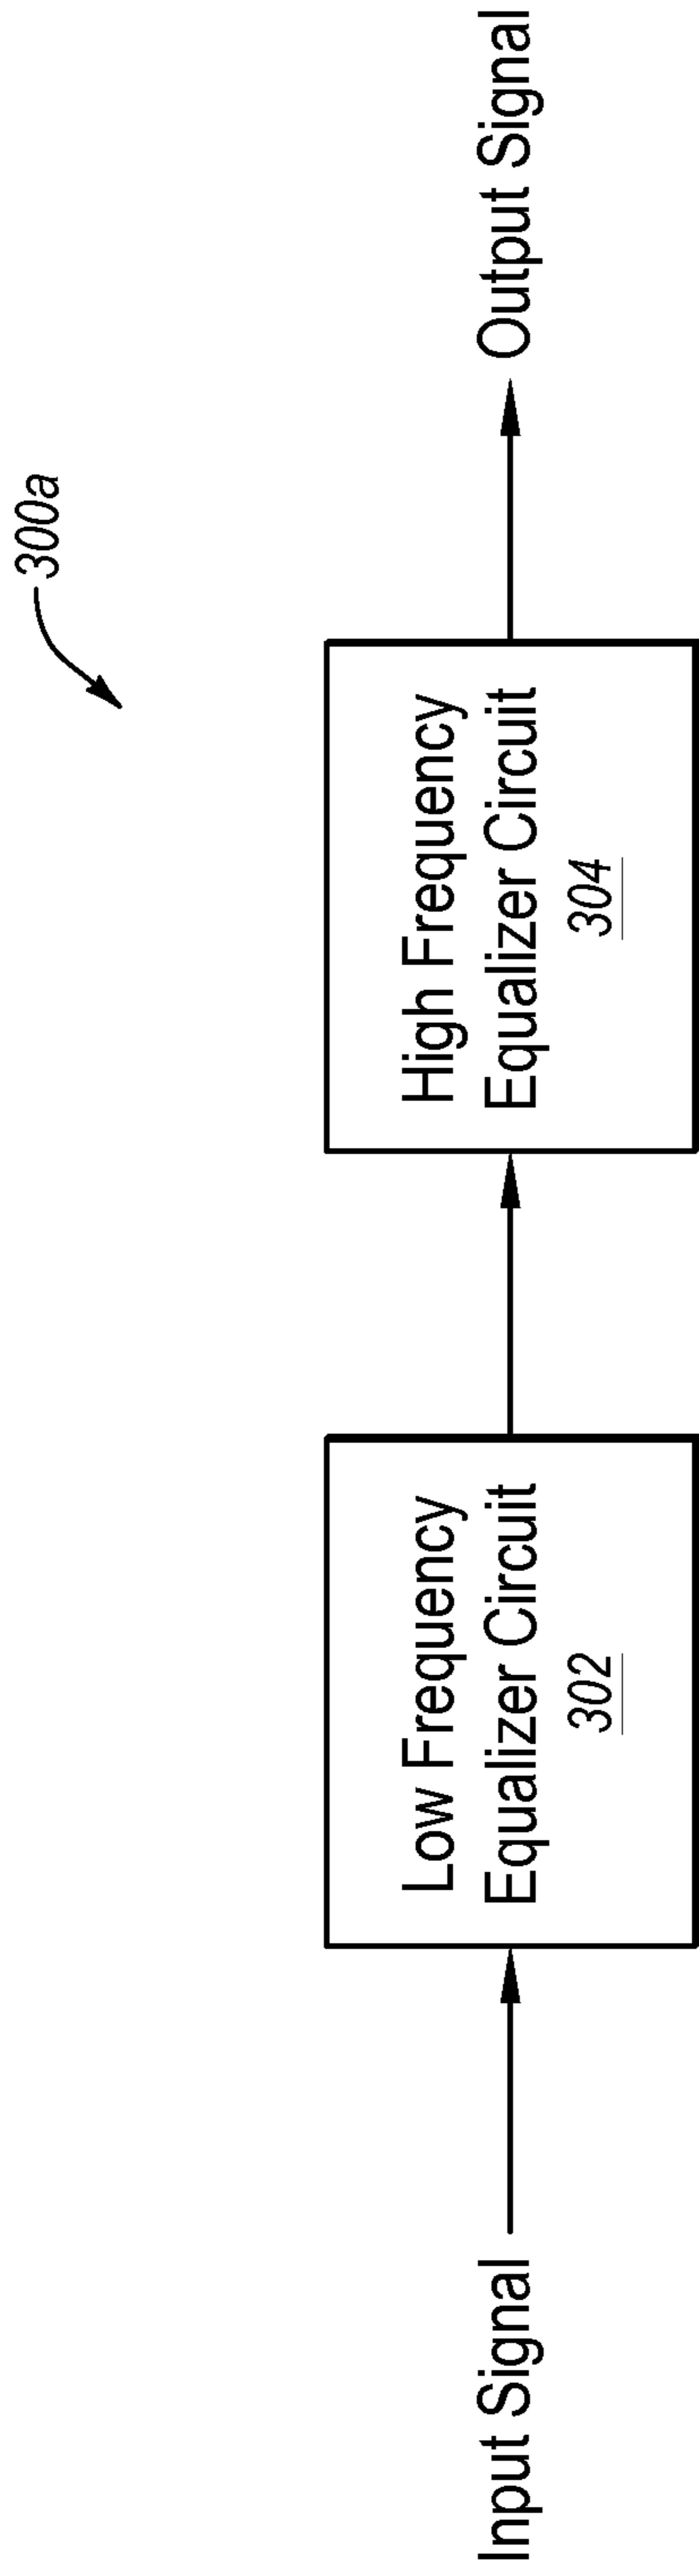 300a
Input Signal
Low Frequency
Equalizer Circuit
302
High Frequency
Equalizer Circuit
304
Output Signal